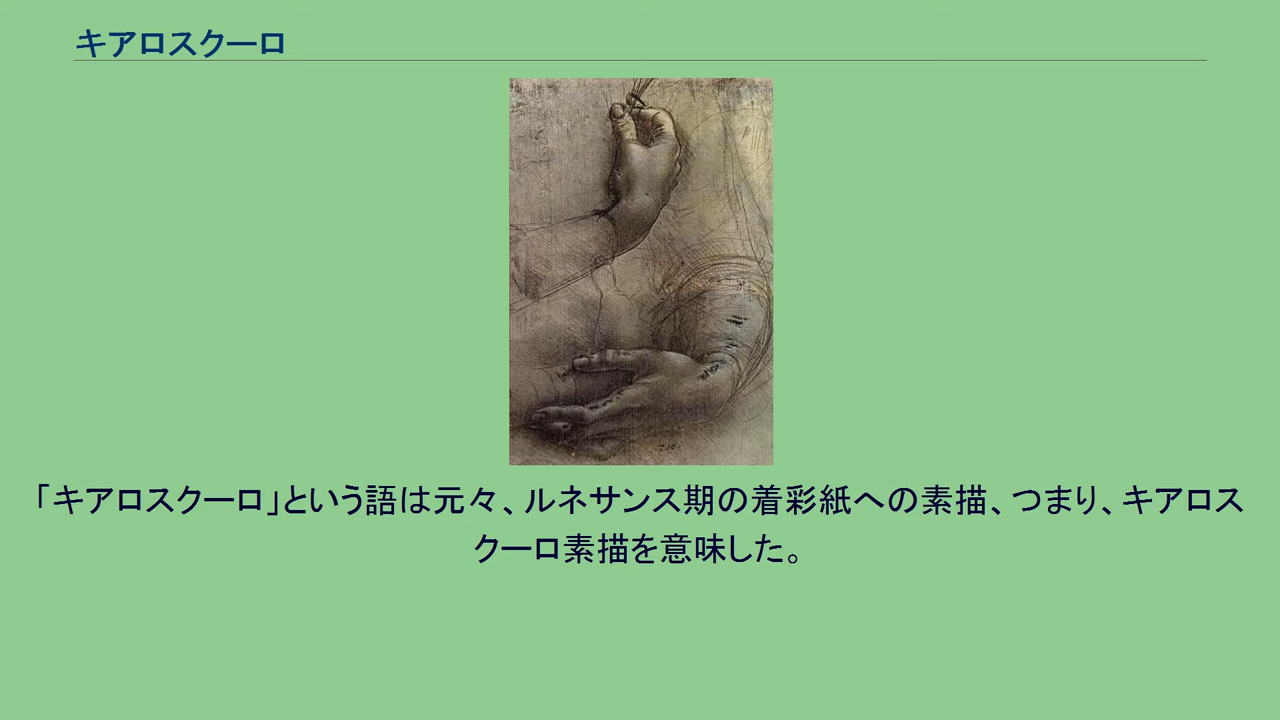 キアロスクーロ
「キアロスクーロ」という語は元々、ルネサンス期の着彩紙への素描、つまり、キアロス
クーロ素描を意味した。